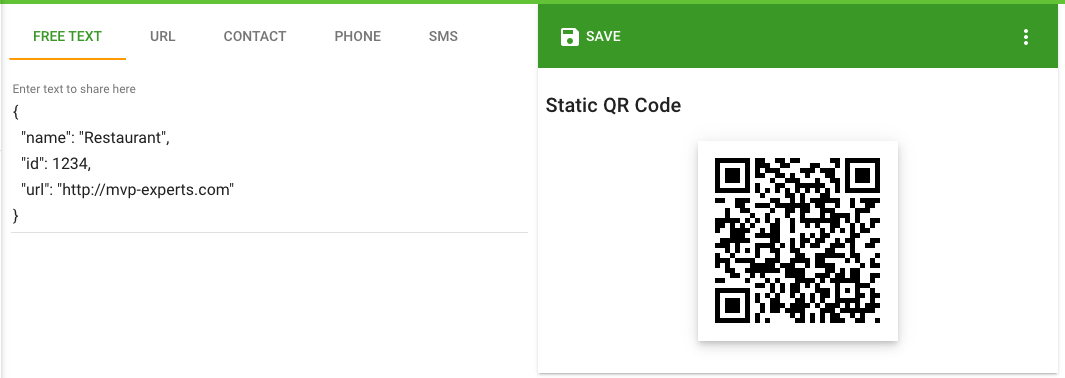 FREE TEXT URL CONTACT PHONE SMS
Enter text to share here
{
"name": "Restaurant",
"id": 1234,
"url": "http://mvp-experts.com"
}
SAVE
Static QR Code